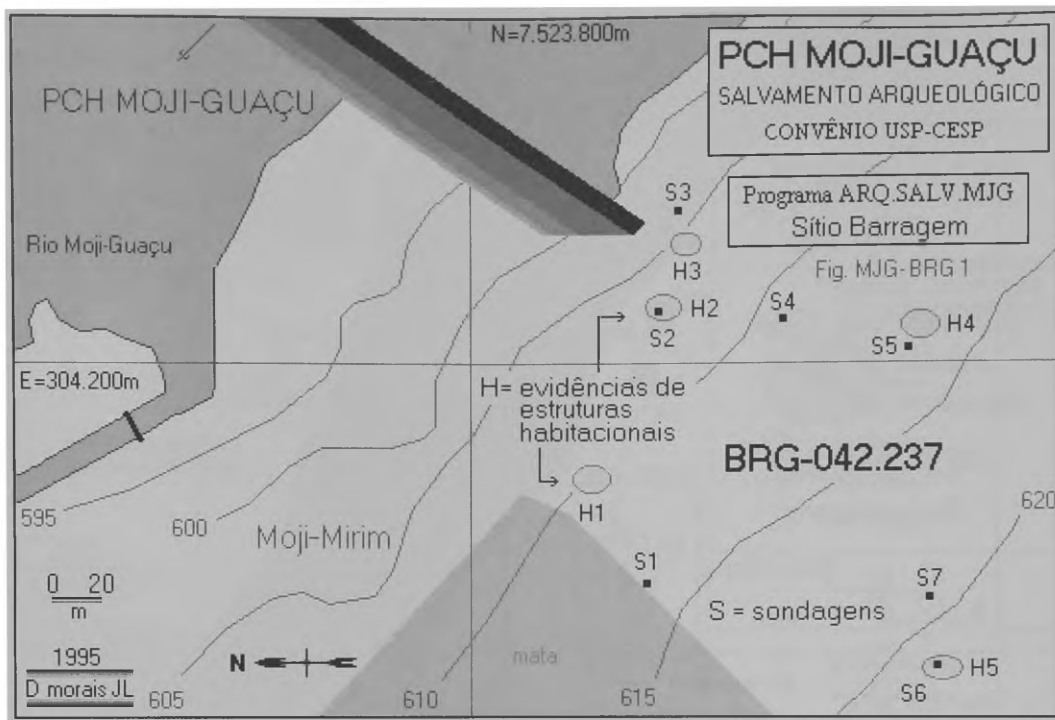 N=7.523.800m
PCH MOJI-GUAÇU
SALVAMENTO ARQUEOLÓGICO
CONVÊNIO USP-CESP
PCH MOJI-GUAÇU
Programa ARQ.SALV.MJG
Sítio Barragem
Fig. MJG-BRG 1
Rio Moji-Guaçu
S3
H3
H2
S2
S4
H4
S5
E=304.200m
H= evidências de
estruturas
habitacionais
BRG-042.237
H1
595
600
620
Moji-Mirim
S1
S7
0 20
m
S = sondagens
N
mata
1995
D morais JL
605
610
615
S6
H5